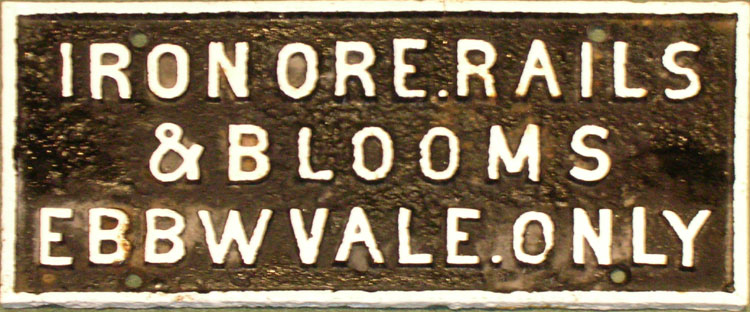 IRON ORE.RAILS
& BLOOMS
EBBW VALE.ONLY